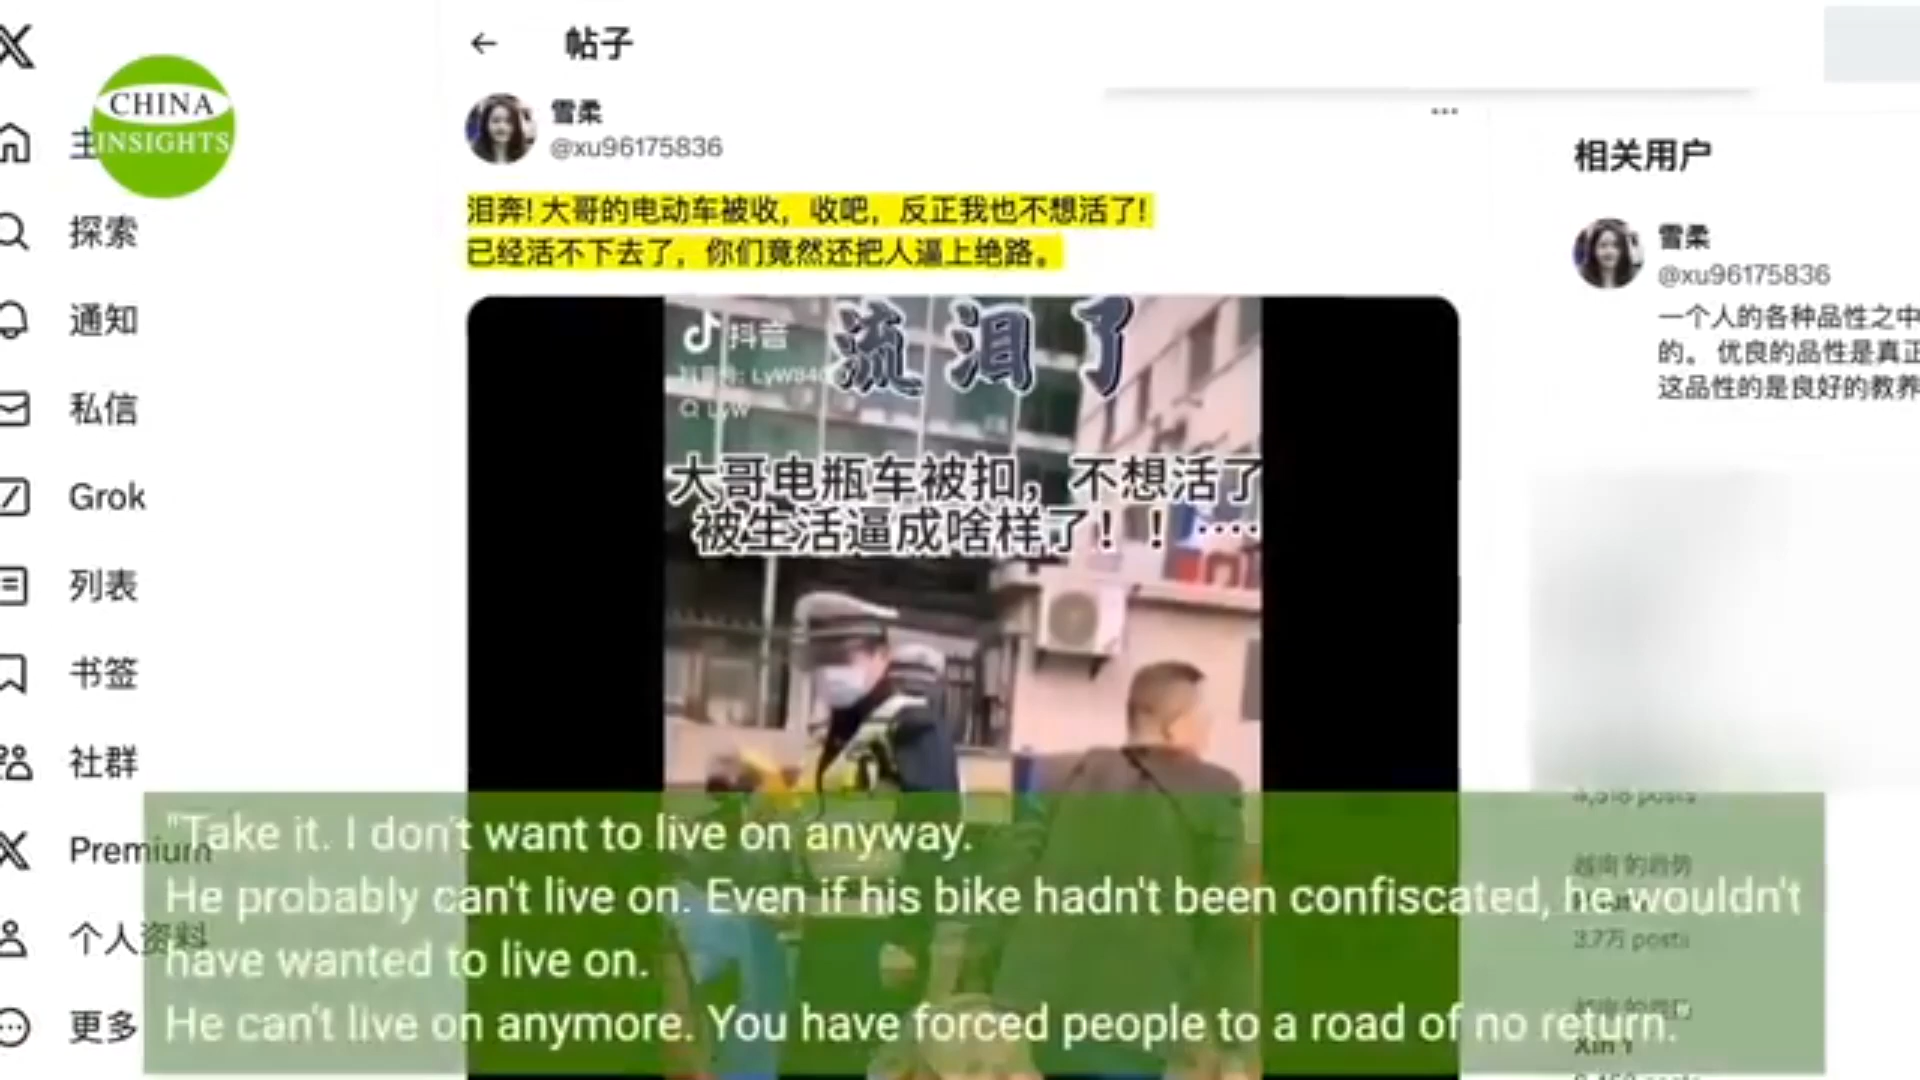 CHINA
INSIGHTS
帖子
雪柔
@xu96175836
泪奔! 大哥的电动车被收，收吧，反正我也不想活了!
已经活不下去了，你们竟然还把人逼上绝路。
抖音
流泪了
大哥电瓶车被扣，不想活了
被生活逼成啥样了！！····
主
探索
通知
私信
Grok
列表
书签
社群
Premium
个人资料
更多
相关用户
雪柔
@xu96175836
一个人的各种品性之中
的。 优良的品性是真正
这品性的是良好的教养
posts
3.7万 posts
"Take it. I don't want to live on anyway.
He probably can't live on. Even if his bike hadn't been confiscated, he wouldn't
have wanted to live on.
He can't live on anymore. You have forced people to a road of no return.